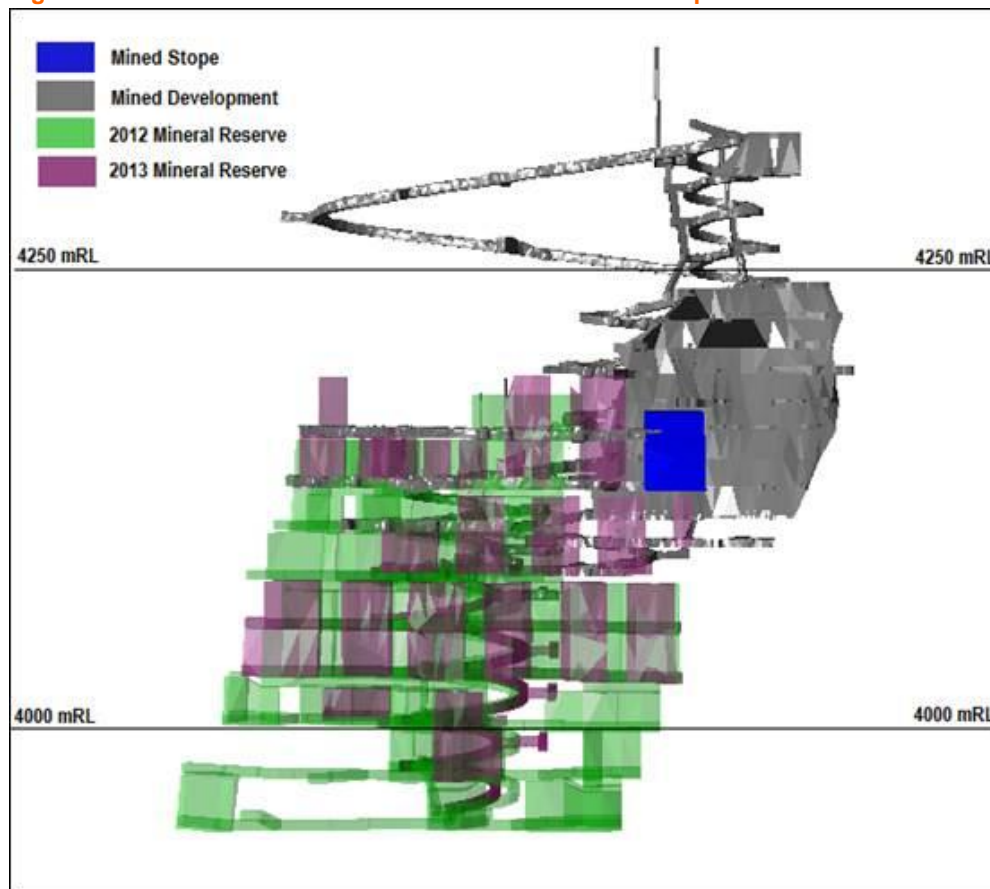 Mined Stope
Mined Development
2012 Mineral Reserve
2013 Mineral Reserve
4250 mRL
4250 mRL
4000 mRL
4000 mRL